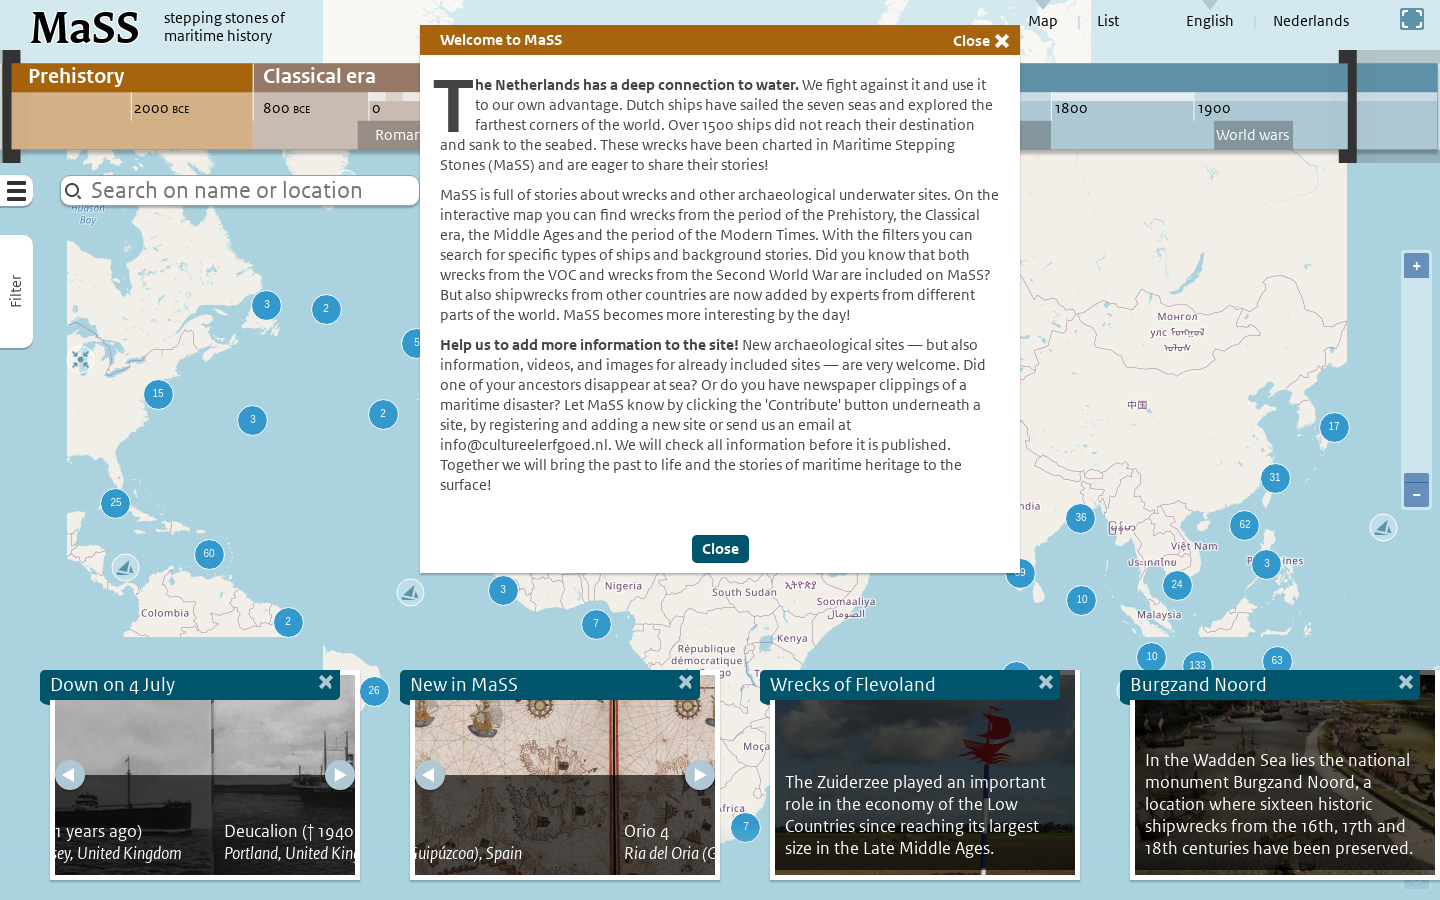 MaSS
stepping stones of
maritime history
Map
List
English
Nederlands
Prehistory
Classical era
2000 BCE
800 BCE
0
1800
1900
Roman
World wars
Search on name or location
Filter
Welcome to MaSS
Close
The Netherlands has a deep connection to water. We fight against it and use it
to our own advantage. Dutch ships have sailed the seven seas and explored the
farthest corners of the world. Over 1500 ships did not reach their destination
and sank to the seabed. These wrecks have been charted in Maritime Stepping
Stones (MaSS) and are eager to share their stories!
MaSS is full of stories about wrecks and other archaeological underwater sites. On the
interactive map you can find wrecks from the period of the Prehistory, the Classical
era, the Middle Ages and the period of the Modern Times. With the filters you can
search for specific types of ships and background stories. Did you know that both
wrecks from the VOC and wrecks from the Second World War are included on MaSS?
But also shipwrecks from other countries are now added by experts from different
parts of the world. MaSS becomes more interesting by the day!
Help us to add more information to the site! New archaeological sites — but also
information, videos, and images for already included sites — are very welcome. Did
one of your ancestors disappear at sea? Or do you have newspaper clippings of a
maritime disaster? Let MaSS know by clicking the 'Contribute' button underneath a
site, by registering and adding a new site or send us an email at
info@cultureelerfgoed.nl. We will check all information before it is published.
Together we will bring the past to life and the stories of maritime heritage to the
surface!
Close
Hudson
Bay
3
2
5
15
3
2
25
60
2
26
3
7
7
36
10
17
31
62
3
24
10
133
63
+
-
Монгол
улс
中国
ndia
Việt Nam
ประเทศไทย
ines
Malaysia
Colombia
Nigeria
South Sudan
ኢትዮጵያ
Soomaaliya
الصومال
Kenya
République
démocratique
ngo
Moça
Africa
Down on 4 July
1 years ago)
sey, United Kingdom
Deucalion († 1940
Portland, United King
New in MaSS
Guipúzcoa), Spain
Orio 4
Ria del Oria (G
Wrecks of Flevoland
The Zuiderzee played an important
role in the economy of the Low
Countries since reaching its largest
size in the Late Middle Ages.
Burgzand Noord
In the Wadden Sea lies the national
monument Burgzand Noord, a
location where sixteen historic
shipwrecks from the 16th, 17th and
18th centuries have been preserved.